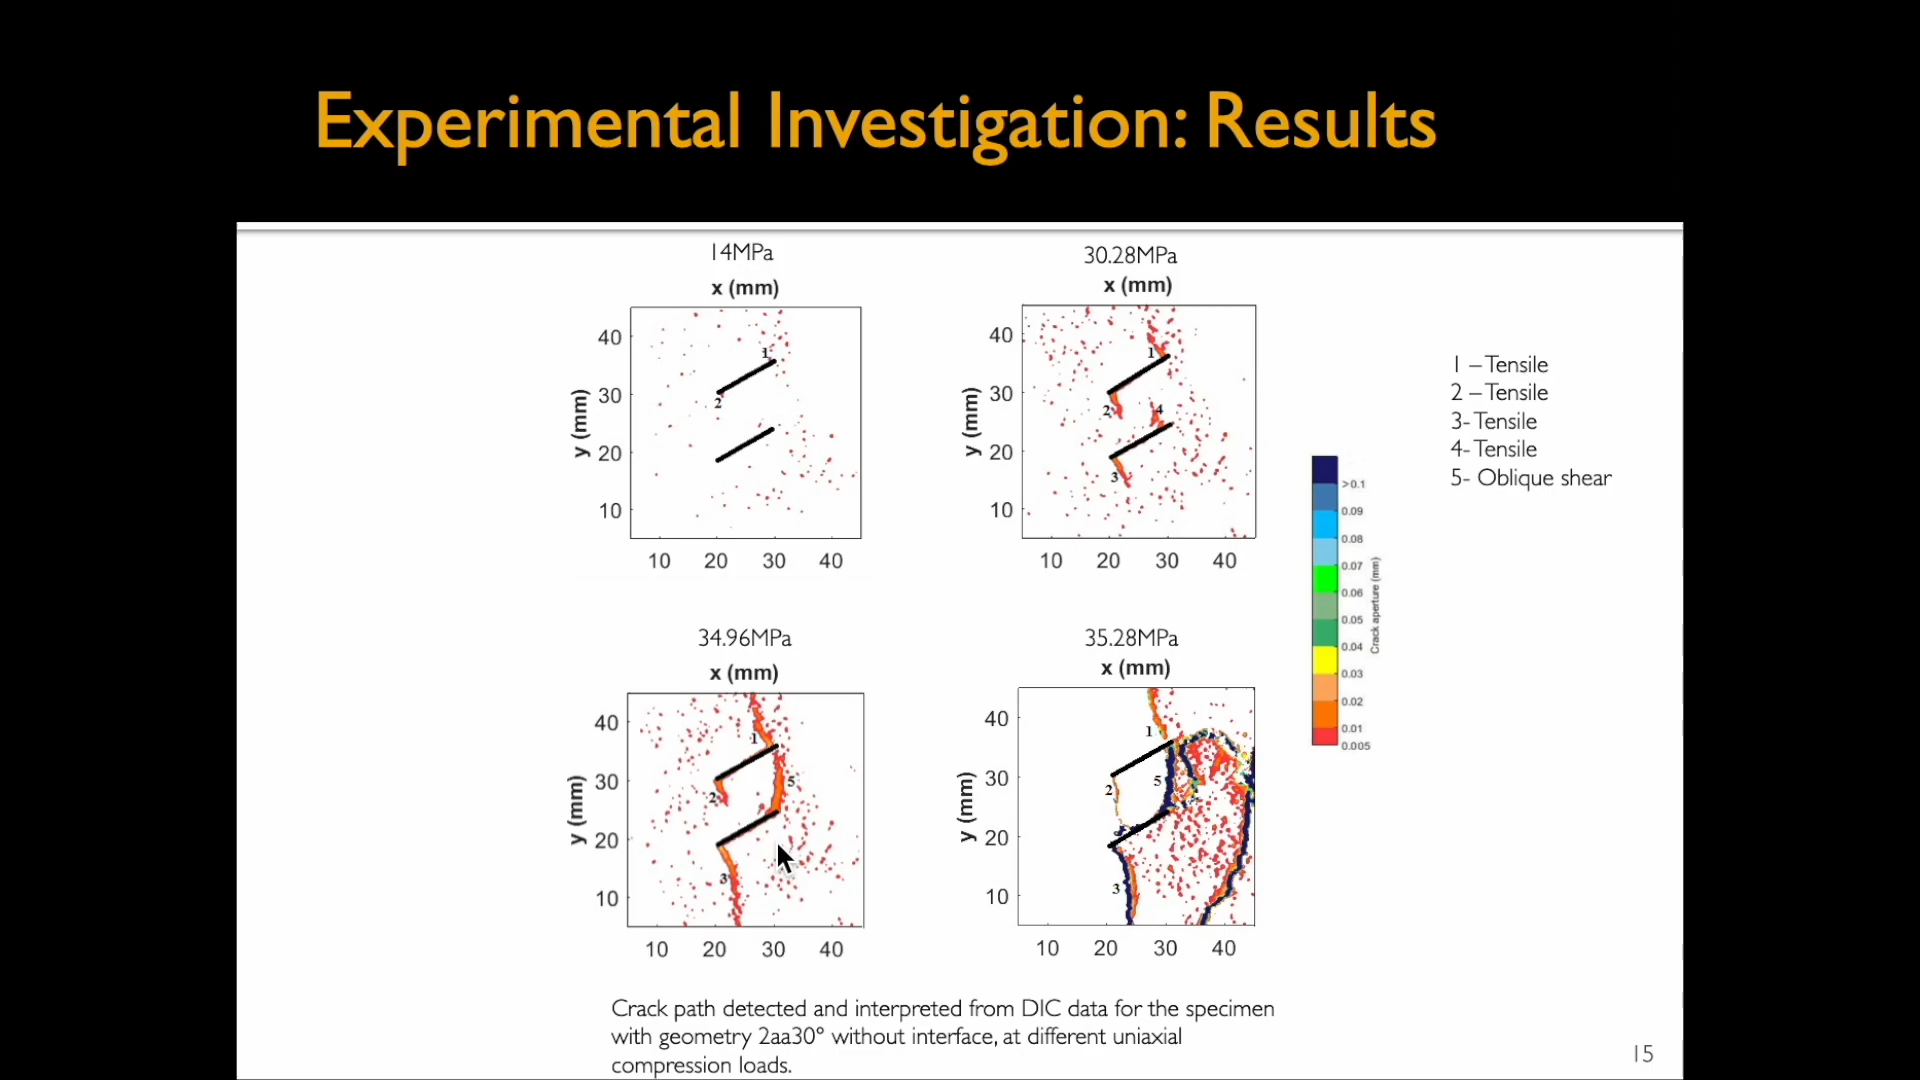 Experimental Investigation: Results
14MPa
x (mm)
y (mm)
40
30
20
10
10 20 30 40
1
2
30.28MPa
x (mm)
y (mm)
40
30
20
10
10 20 30 40
1
2
4
3
34.96MPa
x (mm)
y (mm)
40
30
20
10
10 20 30 40
1
2
5
3
35.28MPa
x (mm)
y (mm)
40
30
20
10
10 20 30 40
1
2
5
3
>0.1
0.09
0.08
0.07
0.06
0.05
0.04
0.03
0.02
0.01
0.005
Crack aperture (mm)
1 – Tensile
2 – Tensile
3- Tensile
4- Tensile
5- Oblique shear
Crack path detected and interpreted from DIC data for the specimen
with geometry 2aa30° without interface, at different uniaxial
compression loads.
15